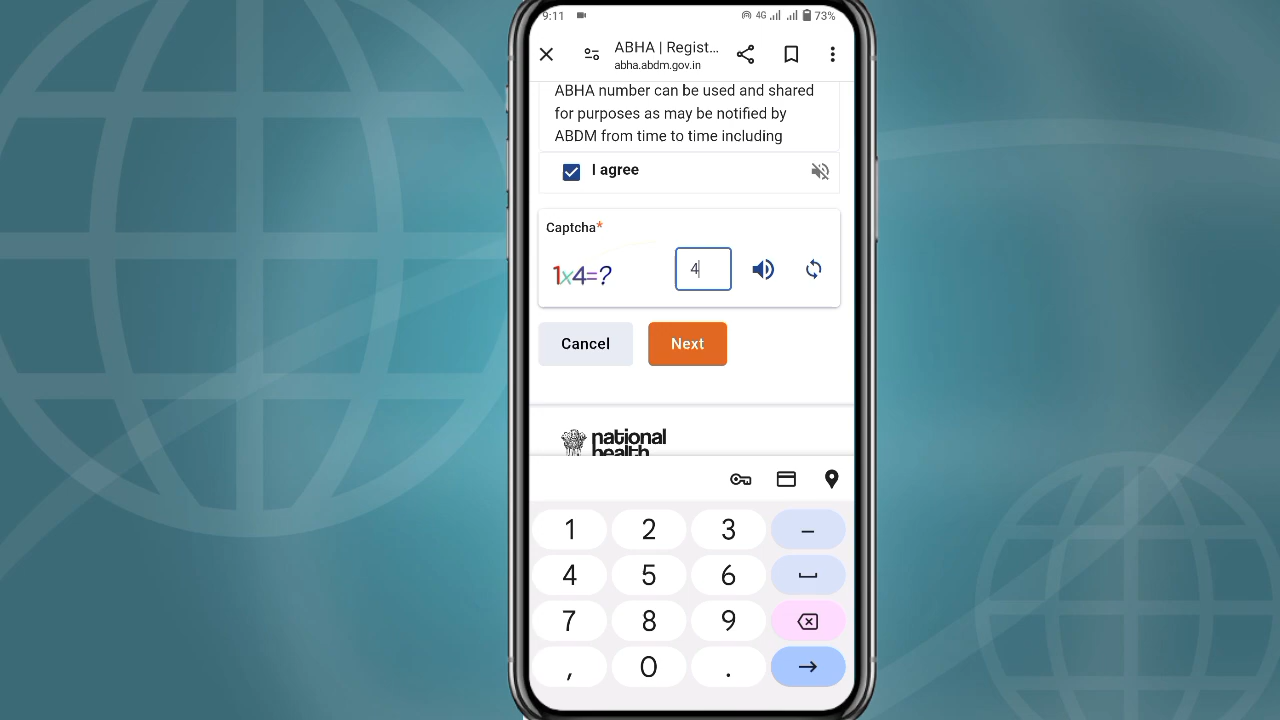 9:11 4G 73%
ABHA | Regist...
abha.abdm.gov.in
ABHA number can be used and shared
for purposes as may be notified by
ABDM from time to time including
I agree
Captcha*
1x4=? 4
Cancel Next
national
health
1 2 3 –
4 5 6
7 8 9
, 0 .